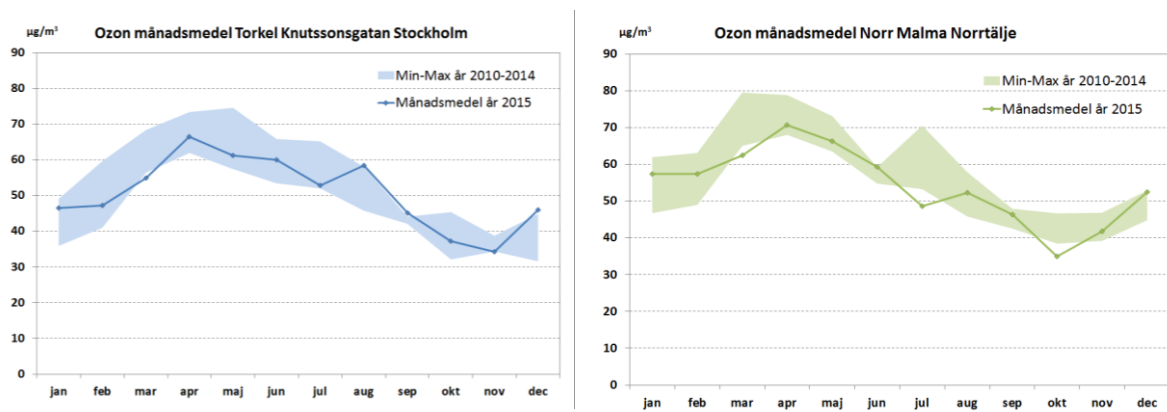 µg/m³ Ozon månadsmedel Torkel Knutssonsgatan Stockholm
90
80
70
60
50
40
30
20
10
0
Min-Max år 2010-2014
Månadsmedel år 2015
jan feb mar apr maj jun jul aug sep okt nov dec
µg/m³ Ozon månadsmedel Norr Malma Norrtälje
90
80
70
60
50
40
30
20
10
0
Min-Max år 2010-2014
Månadsmedel år 2015
jan feb mar apr maj jun jul aug sep okt nov dec